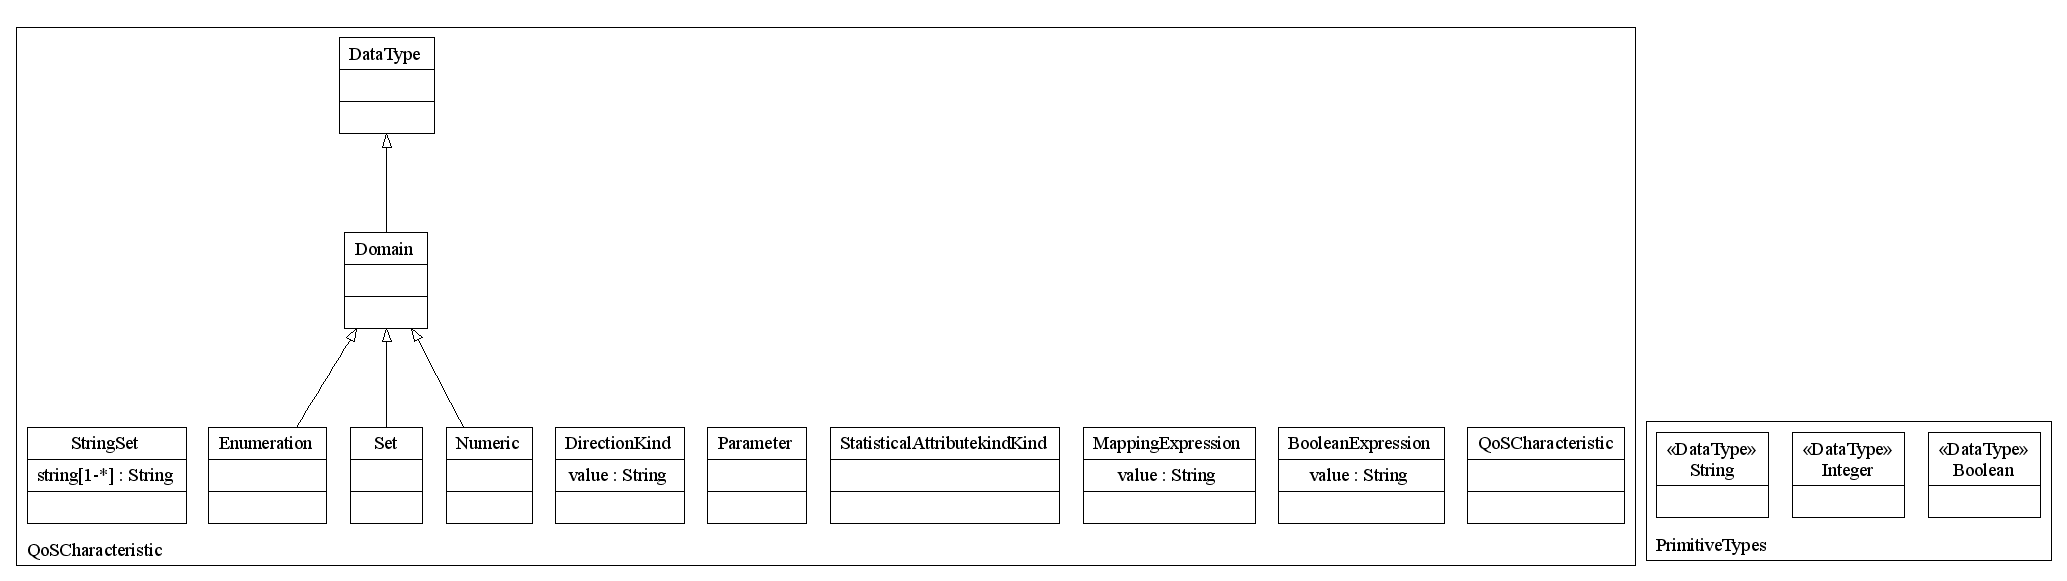 DataType
Domain
StringSet
string[1-*] : String
Enumeration
Set
Numeric
DirectionKind
value : String
Parameter
StatisticalAttributekindKind
MappingExpression
value : String
BooleanExpression
value : String
QoSCharacteristic
QoSCharacteristic
«DataType»
String
«DataType»
Integer
«DataType»
Boolean
PrimitiveTypes